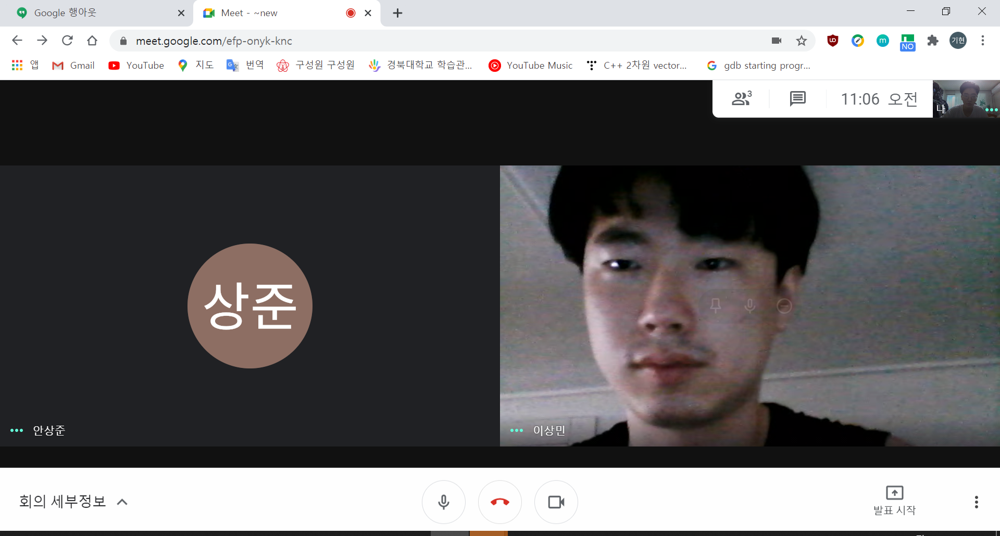 Google 행아웃
Meet - ~new
meet.google.com/efp-onyk-knc
NO
기현
앱
Gmail
YouTube
지도
번역
구성원 구성원
경북대학교 학습관...
YouTube Music
C++ 2차원 vector...
gdb starting progr...
3
11:06 오전
나
상준
안상준
이상민
회의 세부정보
발표 시작